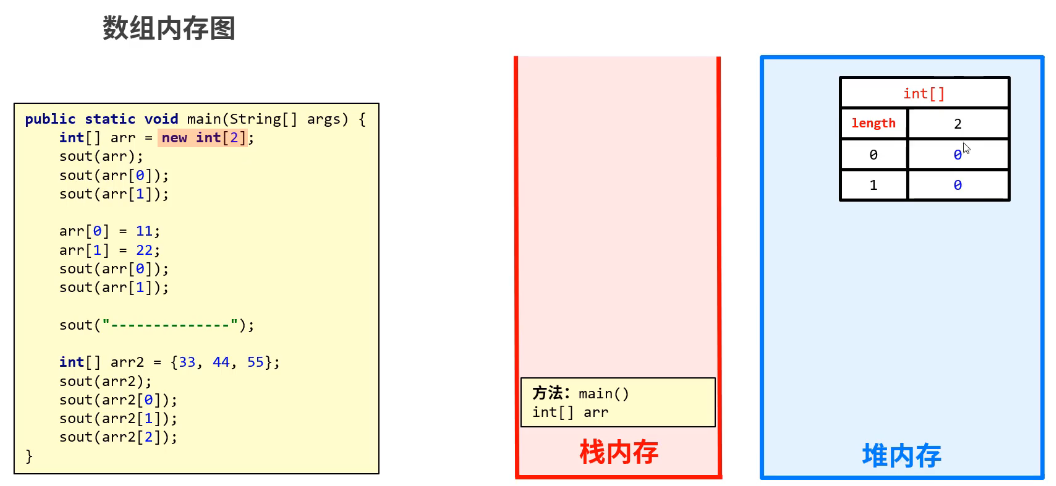 数组内存图
public static void main(String[] args) {
int[] arr = new int[2];
sout(arr);
sout(arr[0]);
sout(arr[1]);
arr[0] = 11;
arr[1] = 22;
sout(arr[0]);
sout(arr[1]);
sout("--------------");
int[] arr2 = {33, 44, 55};
sout(arr2);
sout(arr2[0]);
sout(arr2[1]);
sout(arr2[2]);
}
方法：main()
int[] arr
栈内存
int[]
length 2
0 0
1 0
堆内存